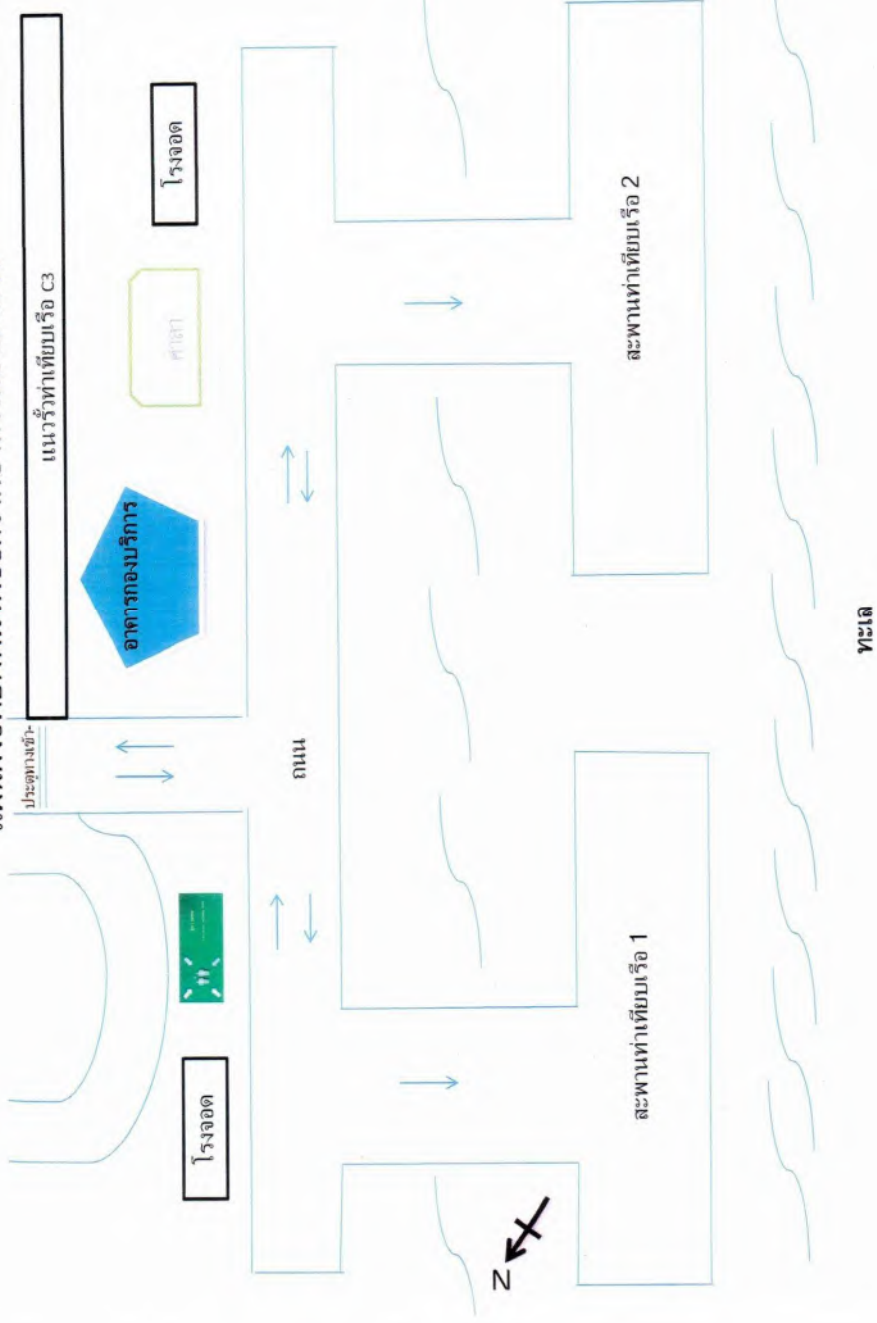 ประตูทางเข้า-
แนวรั้วท่าเทียบเรือ C3
โรงจอด
อาคารกองบริการ
ศาลา
โรงจอด
ถนน
สะพานท่าเทียบเรือ 1
สะพานท่าเทียบเรือ 2
N
ทะเล